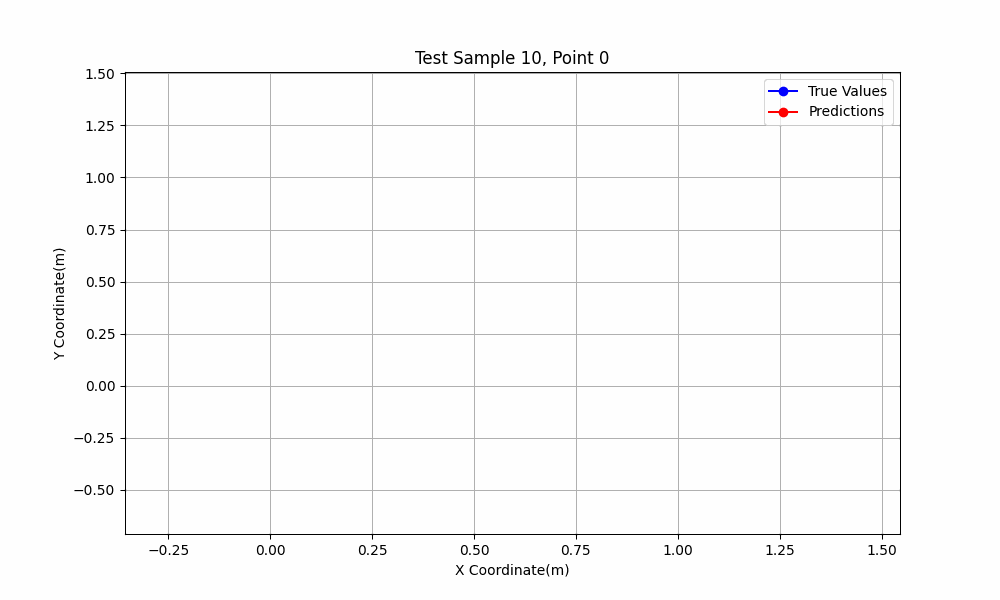 Test Sample 10, Point 0
True Values
Predictions
1.50
1.25
1.00
0.75
0.50
0.25
0.00
−0.25
−0.50
Y Coordinate(m)
−0.25 0.00 0.25 0.50 0.75 1.00 1.25 1.50
X Coordinate(m)